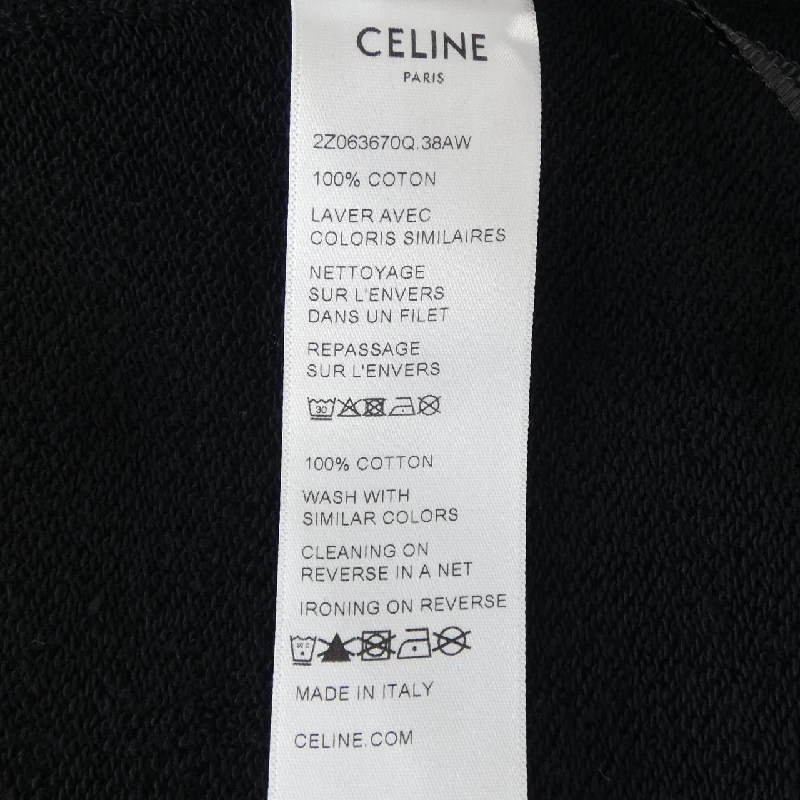 CELINE
PARIS
2Z063670Q.38AW
100% COTON
LAVER AVEC
COLORIS SIMILAIRES
NETTOYAGE
SUR L'ENVERS
DANS UN FILET
REPASSAGE
SUR L'ENVERS
30
100% COTTON
WASH WITH
SIMILAR COLORS
CLEANING ON
REVERSE IN A NET
IRONING ON REVERSE
MADE IN ITALY
CELINE.COM